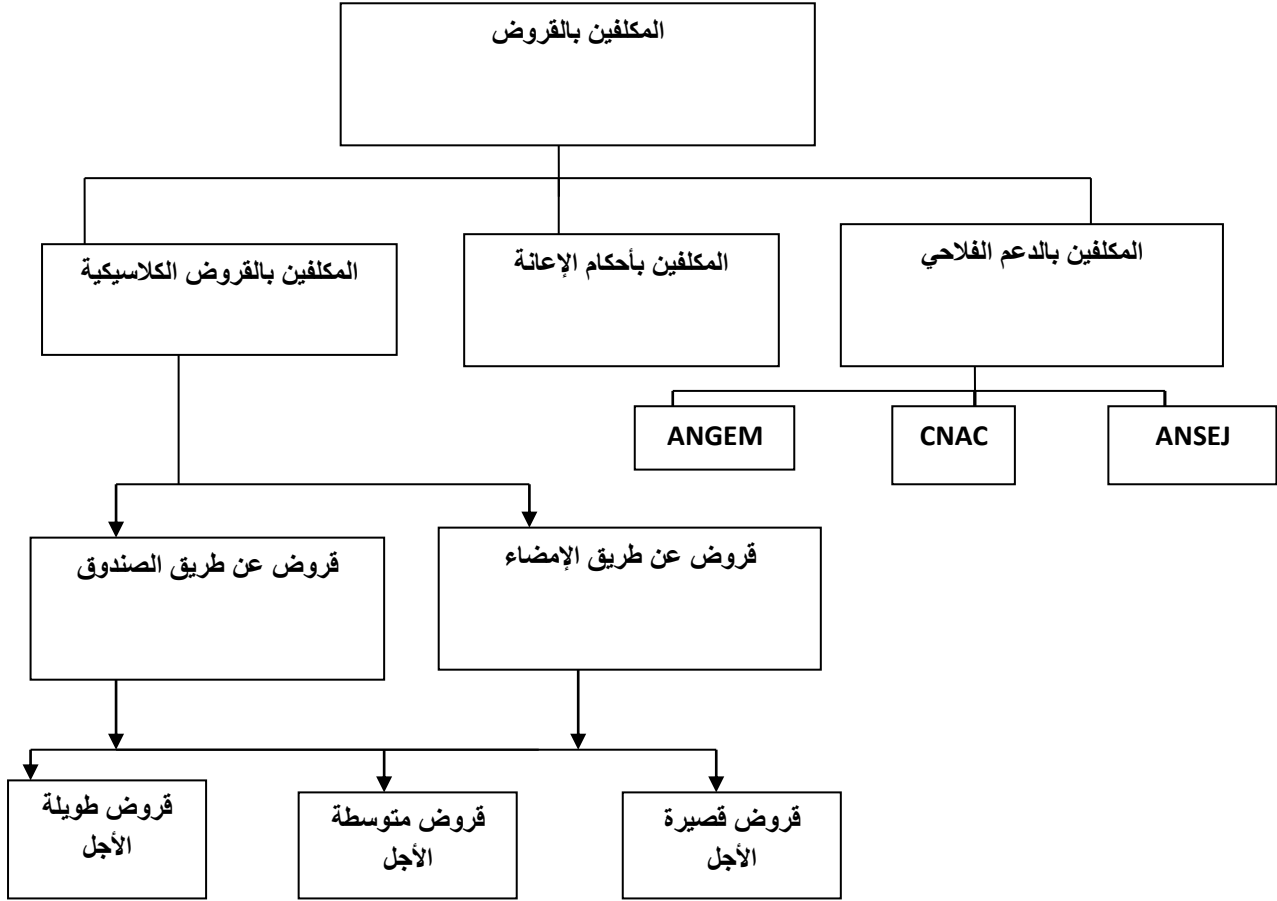 المكلفين بالقروض
المكلفين بالدعم الفلاحي
المكلفين بأحكام الإعانة
المكلفين بالقروض الكلاسيكية
ANSEJ
CNAC
ANGEM
قروض عن طريق الإمضاء
قروض عن طريق الصندوق
قروض قصيرة
الأجل
قروض متوسطة
الأجل
قروض طويلة
الأجل